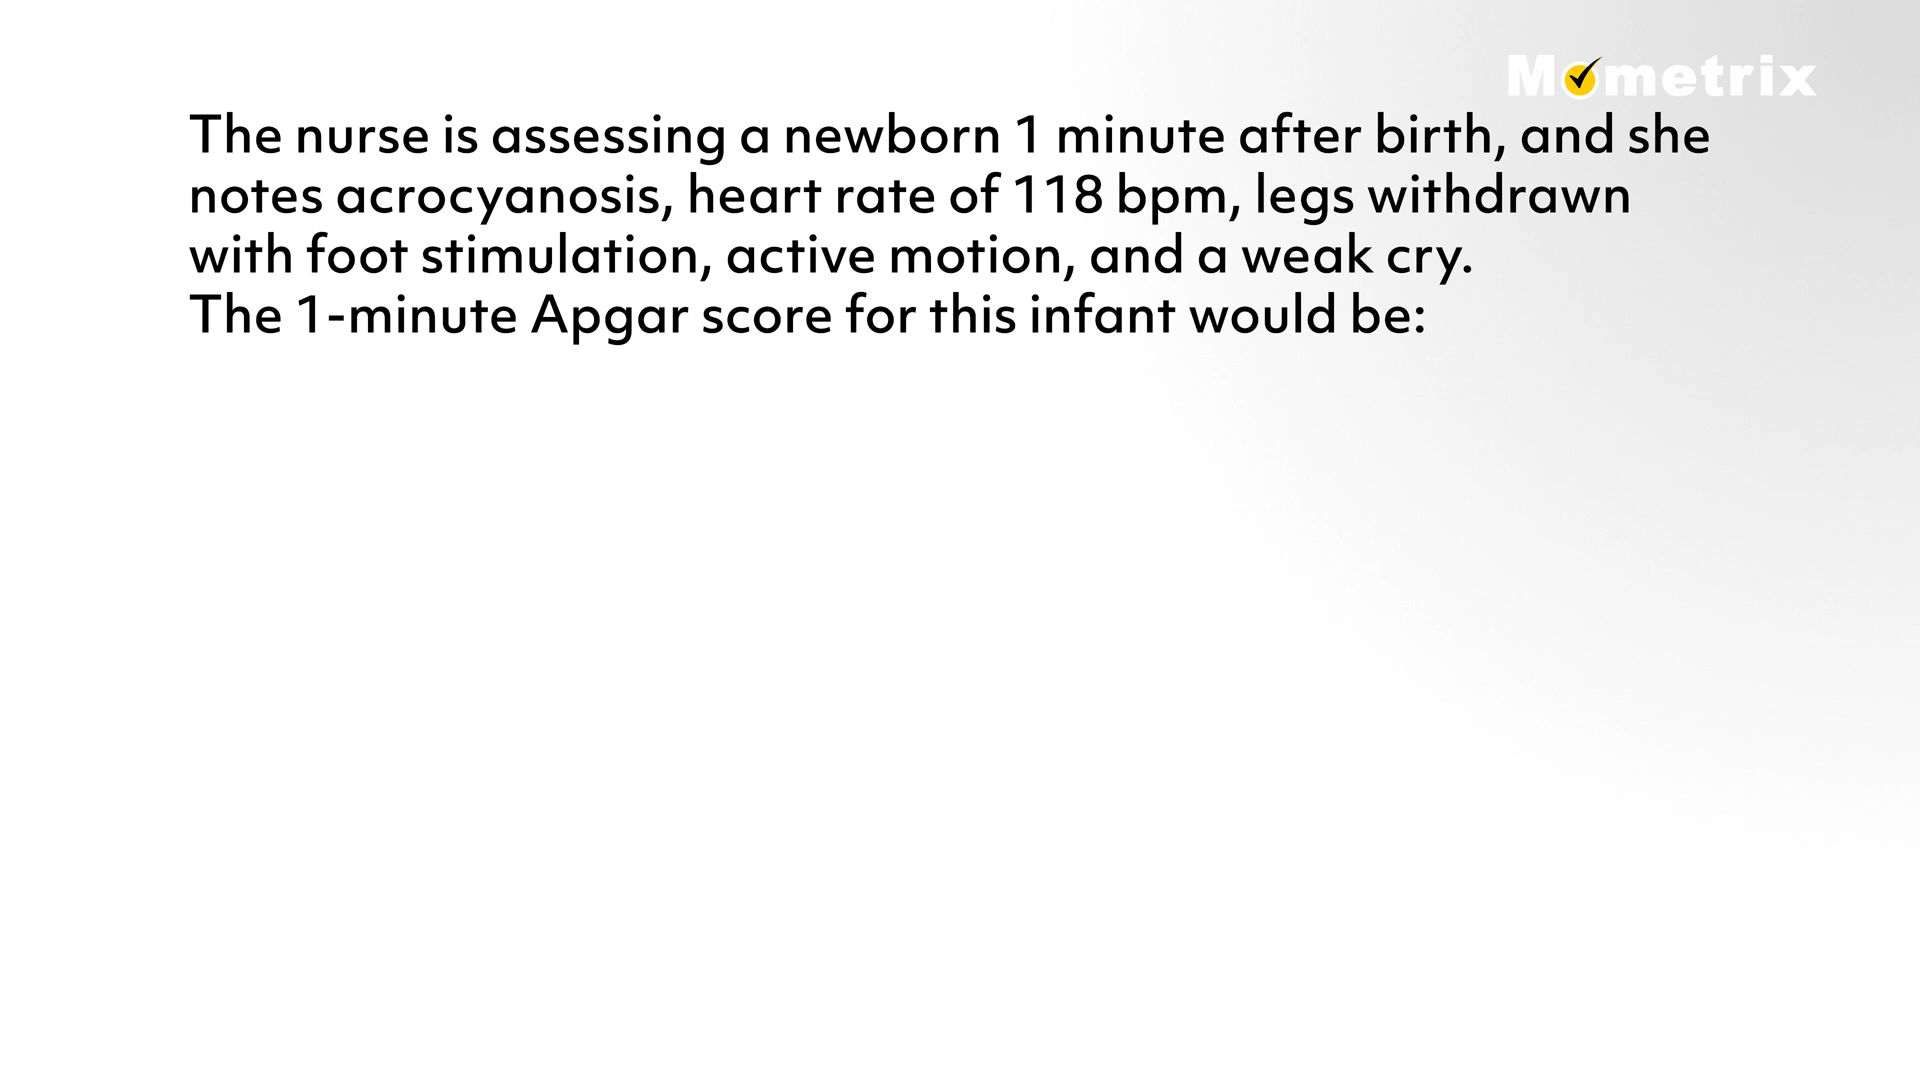 Mometrix
The nurse is assessing a newborn 1 minute after birth, and she
notes acrocyanosis, heart rate of 118 bpm, legs withdrawn
with foot stimulation, active motion, and a weak cry.
The 1-minute Apgar score for this infant would be: